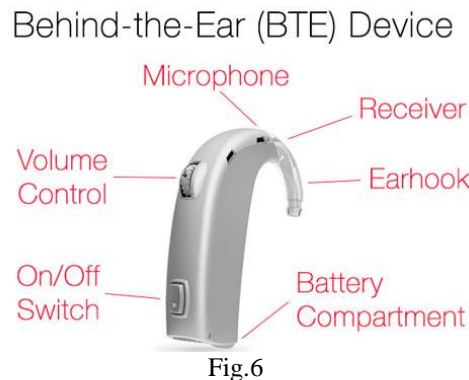 Behind-the-Ear (BTE) Device
Microphone
Receiver
Volume
Control
Earhook
On/Off
Switch
Battery
Compartment
Fig.6